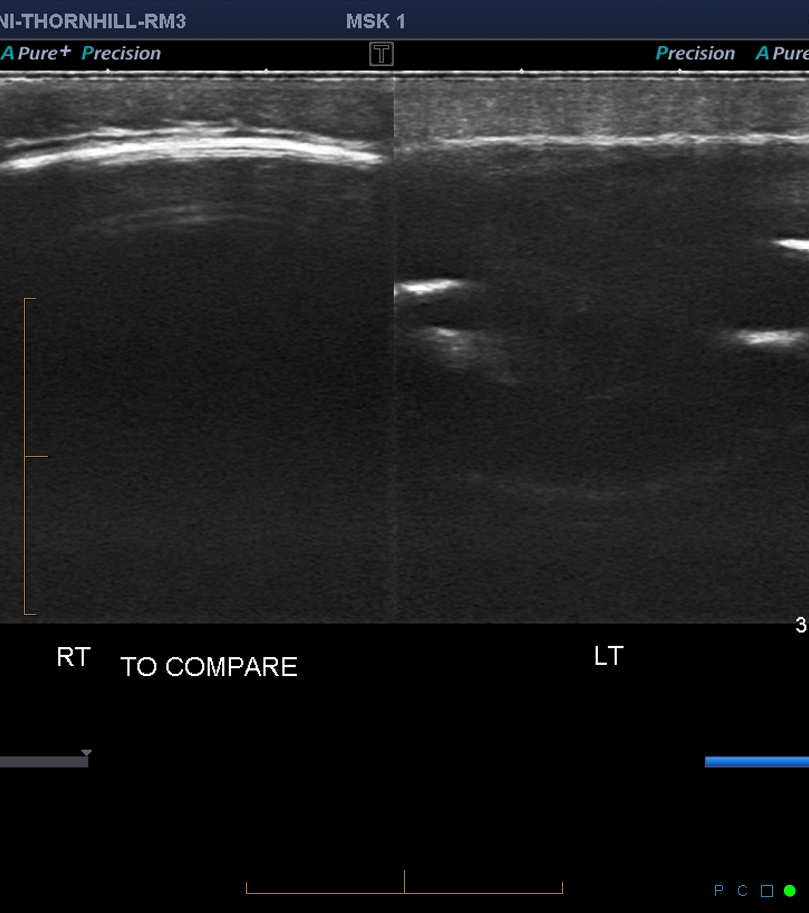 NI-THORNHILL-RM3 MSK 1
A Pure+ Precision T Precision A Pure
3
RT TO COMPARE LT
P C